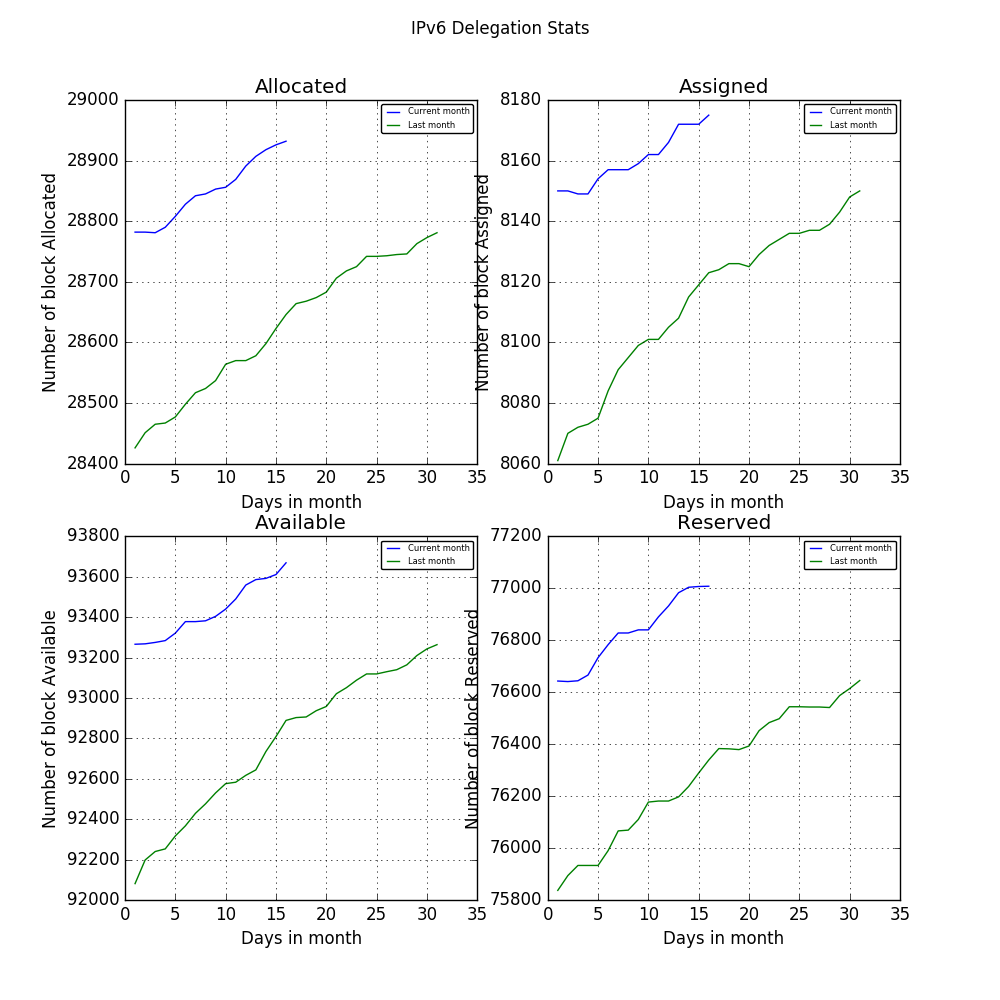 IPv6 Delegation Stats
Allocated
Number of block Allocated
29000
28900
28800
28700
28600
28500
28400
0 5 10 15 20 25 30 35
Days in month
Current month
Last month
Assigned
Number of block Assigned
8180
8160
8140
8120
8100
8080
8060
0 5 10 15 20 25 30 35
Days in month
Current month
Last month
Available
Number of block Available
93800
93600
93400
93200
93000
92800
92600
92400
92200
92000
0 5 10 15 20 25 30 35
Days in month
Current month
Last month
Reserved
Number of block Reserved
77200
77000
76800
76600
76400
76200
76000
75800
0 5 10 15 20 25 30 35
Days in month
Current month
Last month